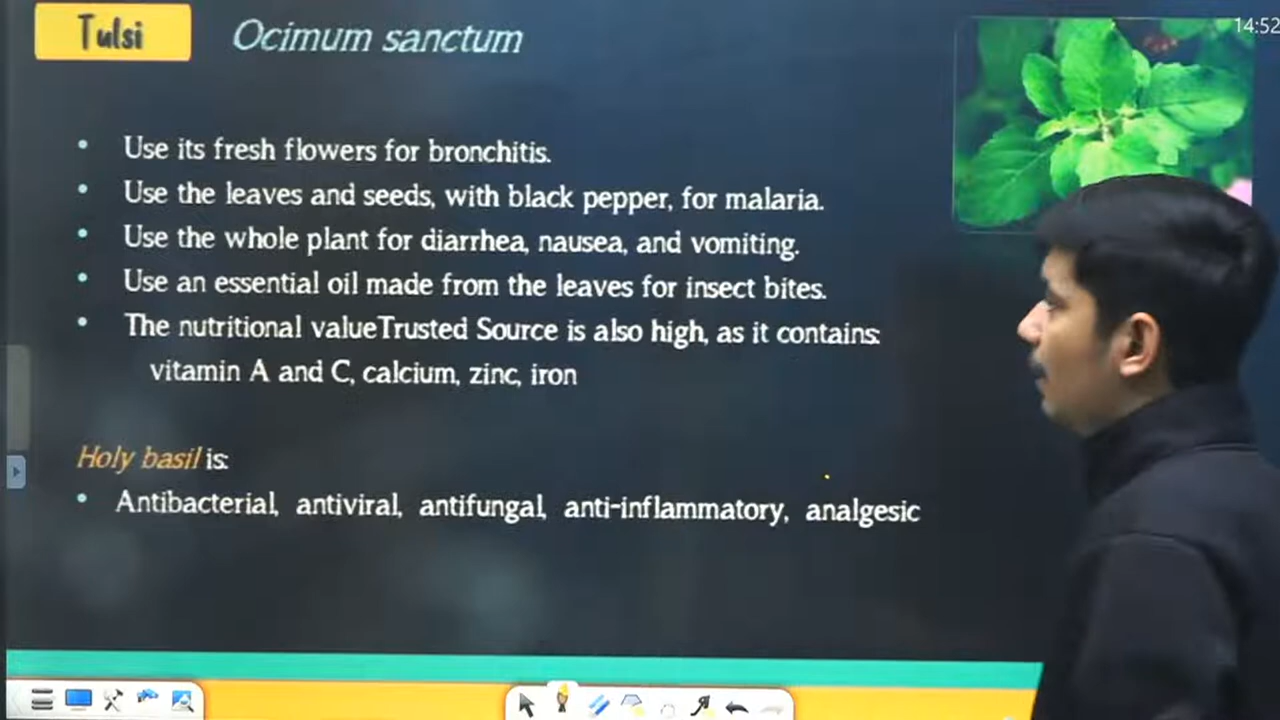 Tulsi
Ocimum sanctum
14:52
• Use its fresh flowers for bronchitis.
• Use the leaves and seeds, with black pepper, for malaria.
• Use the whole plant for diarrhea, nausea, and vomiting.
• Use an essential oil made from the leaves for insect bites.
• The nutritional valueTrusted Source is also high, as it contains:
vitamin A and C, calcium, zinc, iron
Holy basil is:
• Antibacterial, antiviral, antifungal, anti-inflammatory, analgesic